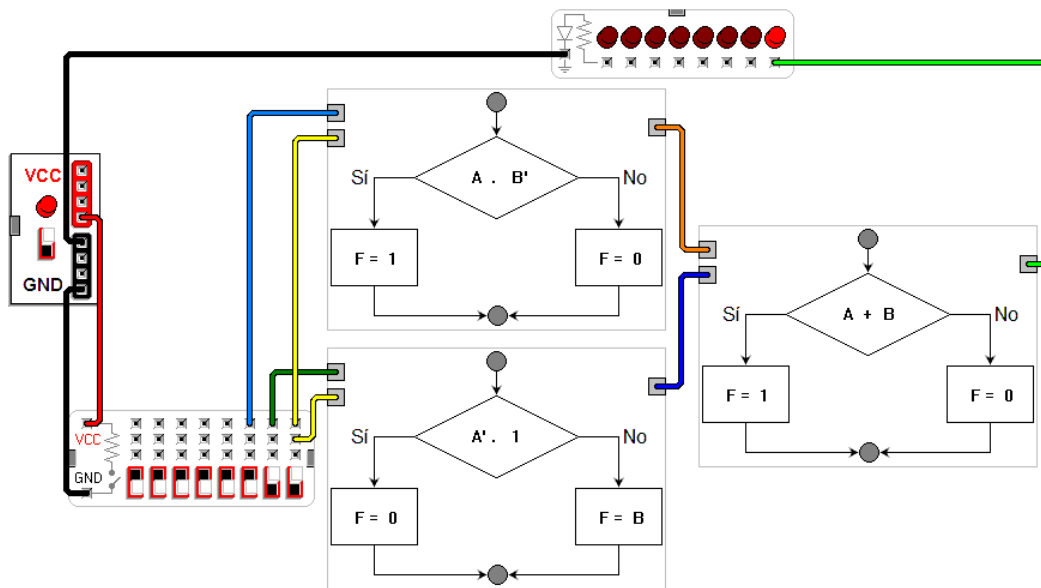 VCC
GND
A . B'
Sí
No
F = 1
F = 0
A + B
Sí
No
F = 1
F = 0
A' . 1
Sí
No
F = 0
F = B
VCC
GND